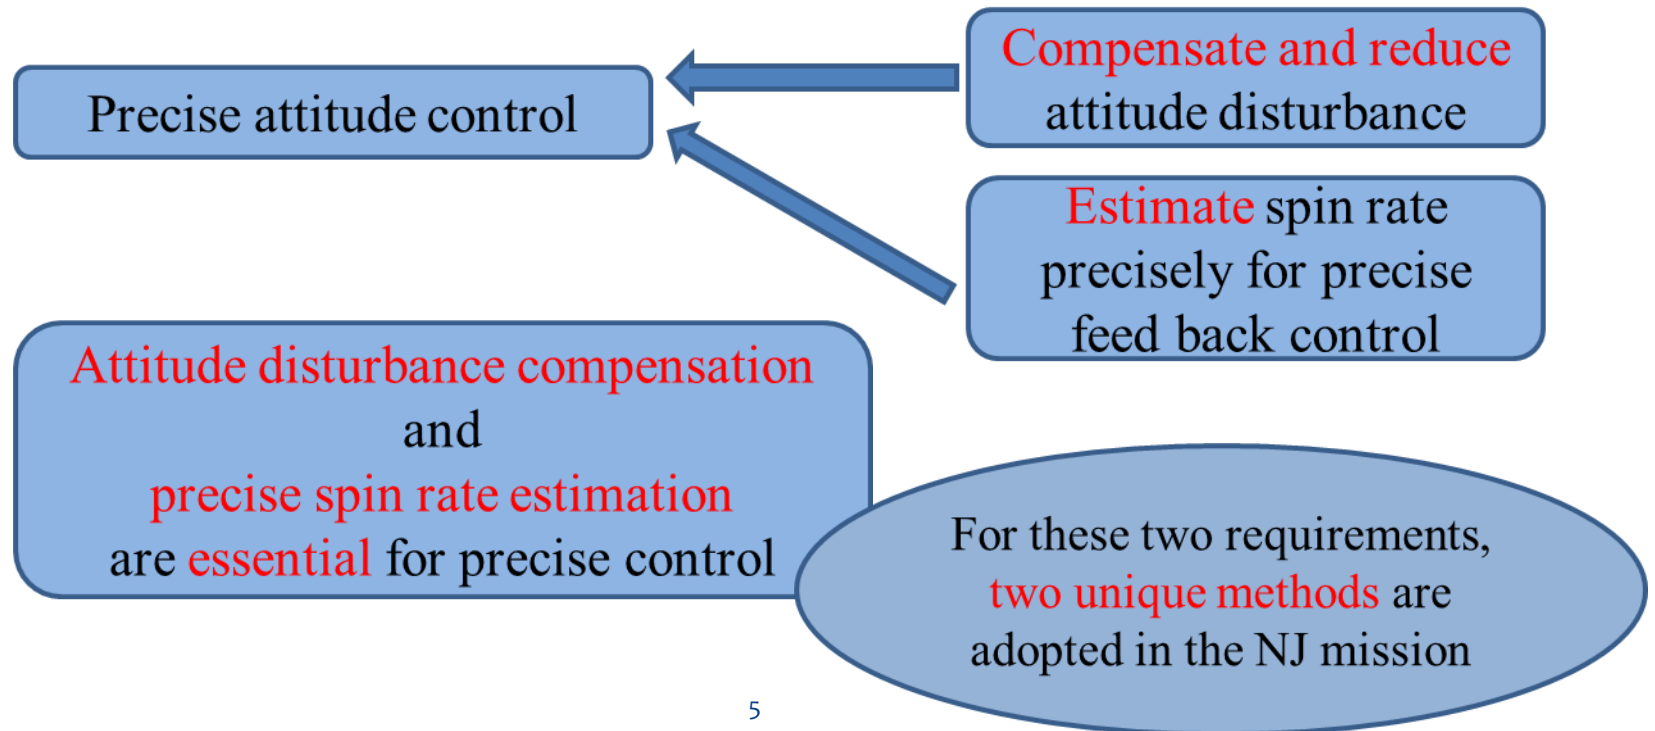 Precise attitude control
Compensate and reduce
attitude disturbance
Estimate spin rate
precisely for precise
feed back control
Attitude disturbance compensation
and
precise spin rate estimation
are essential for precise control
For these two requirements,
two unique methods are
adopted in the NJ mission
5